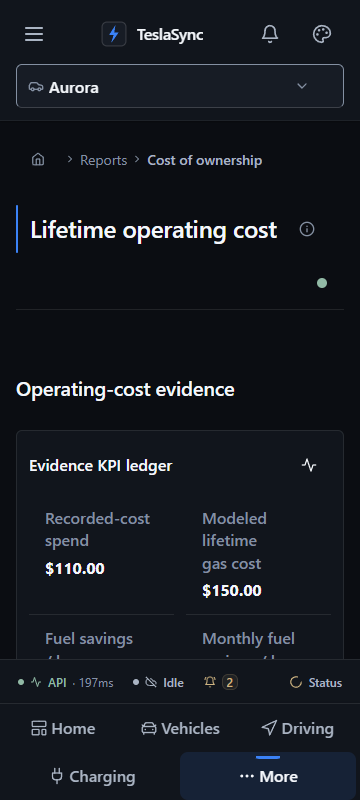 TeslaSync
Aurora
Reports > Cost of ownership
Lifetime operating cost
Operating-cost evidence
Evidence KPI ledger
Recorded-cost
spend
$110.00
Modeled
lifetime
gas cost
$150.00
Fuel savings
Monthly fuel
API · 197ms
Idle
2
Status
Home
Vehicles
Driving
Charging
More